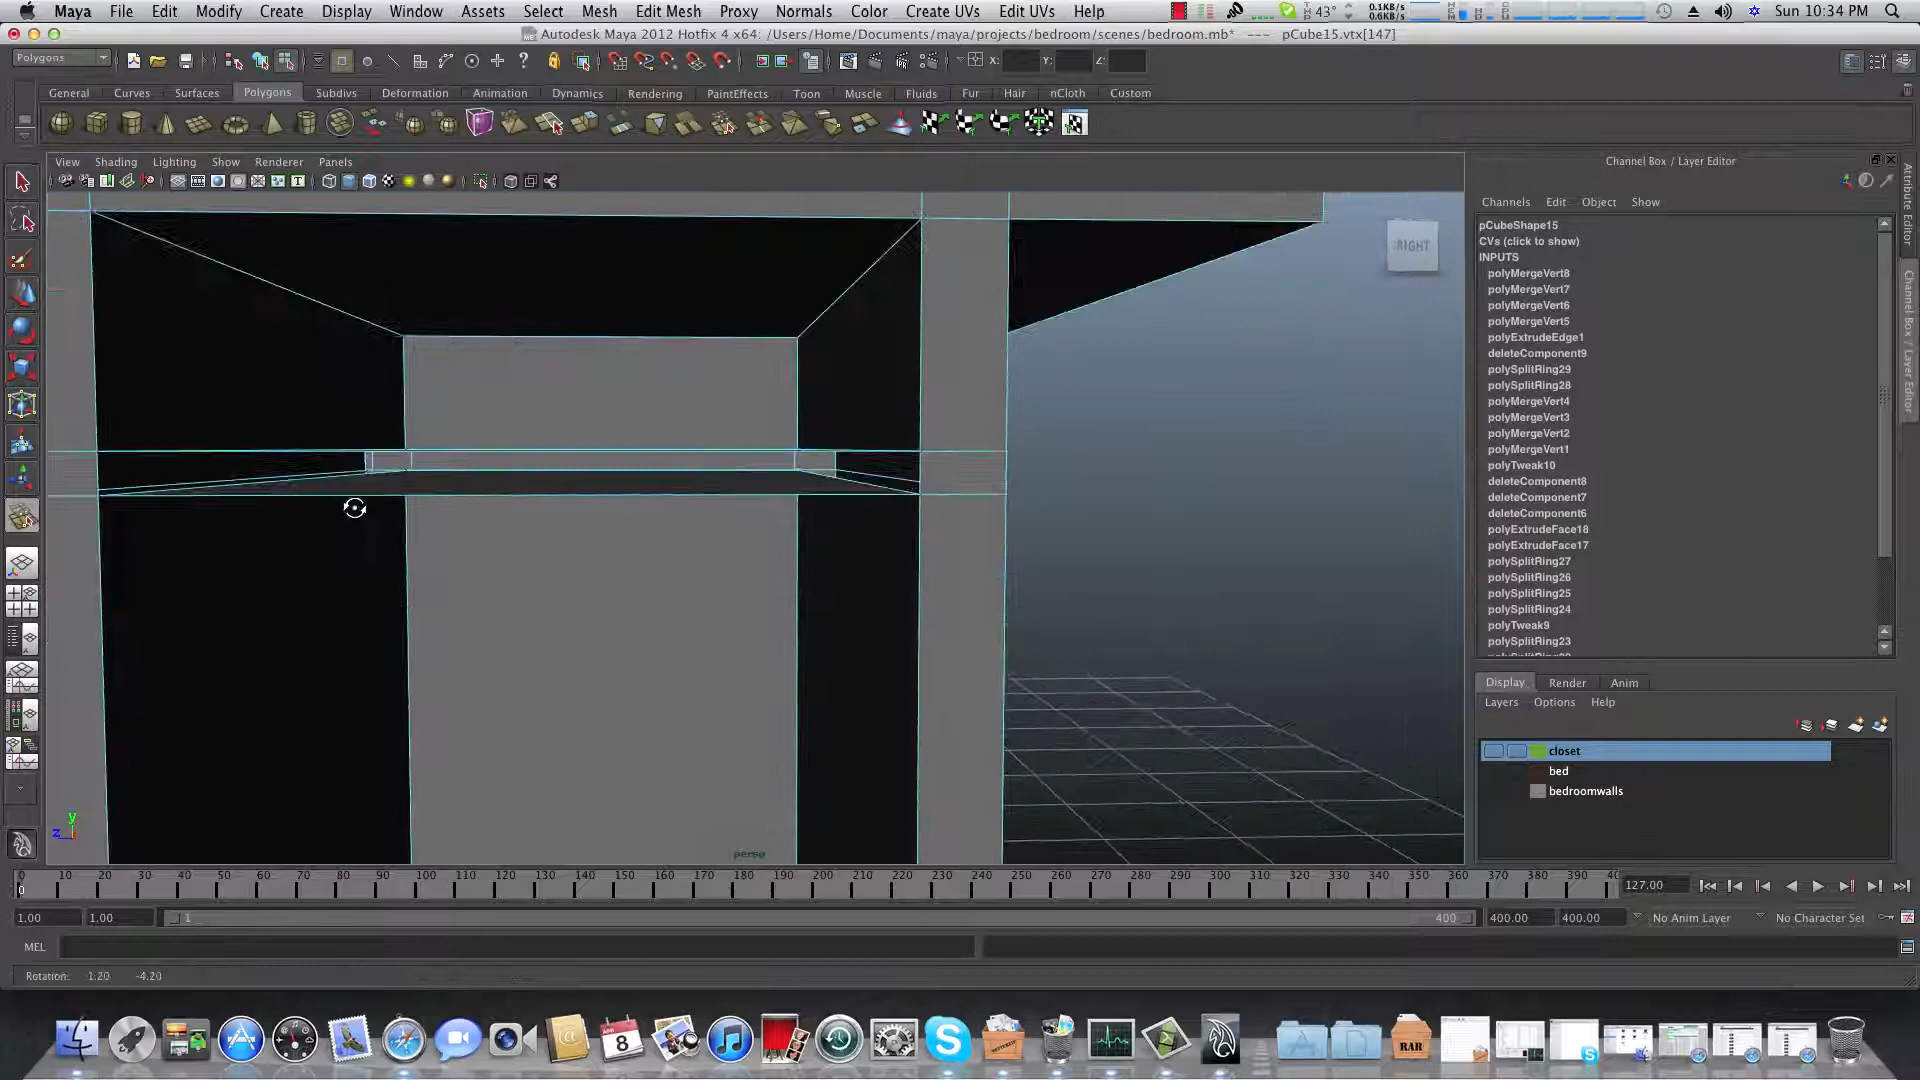 Maya File Edit Modify Create Display Window Assets Select Mesh Edit Mesh Proxy Normals Color Create UVs Edit UVs Help 43° 0.1KB/s 0.6KB/s Sun 10:34 PM
Autodesk Maya 2012 Hotfix 4 x64: /Users/Home/Documents/maya/projects/bedroom/scenes/bedroom.mb* --- pCube15.vtx[147]
Polygons X: Y: Z:
General Curves Surfaces Polygons Subdivs Deformation Animation Dynamics Rendering PaintEffects Toon Muscle Fluids Fur Hair nCloth Custom
View Shading Lighting Show Renderer Panels
Channel Box / Layer Editor
Channels Edit Object Show
pCubeShape15
CVs (click to show)
INPUTS
polyMergeVert8
polyMergeVert7
polyMergeVert6
polyMergeVert5
polyExtrudeEdge1
deleteComponent9
polySplitRing29
polySplitRing28
polyMergeVert4
polyMergeVert3
polyMergeVert2
polyMergeVert1
polyTweak10
deleteComponent8
deleteComponent7
deleteComponent6
polyExtrudeFace18
polyExtrudeFace17
polySplitRing27
polySplitRing26
polySplitRing25
polySplitRing24
polyTweak9
polySplitRing23
Attribute Editor
Channel Box / Layer Editor
RIGHT
y
z
persp
Display Render Anim
Layers Options Help
closet
bed
bedroomwalls
0 10 20 30 40 50 60 70 80 90 100 110 120 130 140 150 160 170 180 190 200 210 220 230 240 250 260 270 280 290 300 310 320 330 340 350 360 370 380 390 40 127.00
0
1.00 1.00 1 400 400.00 400.00 No Anim Layer No Character Set
MEL
Rotation: 1.20 -4.20
APR 8
RAR